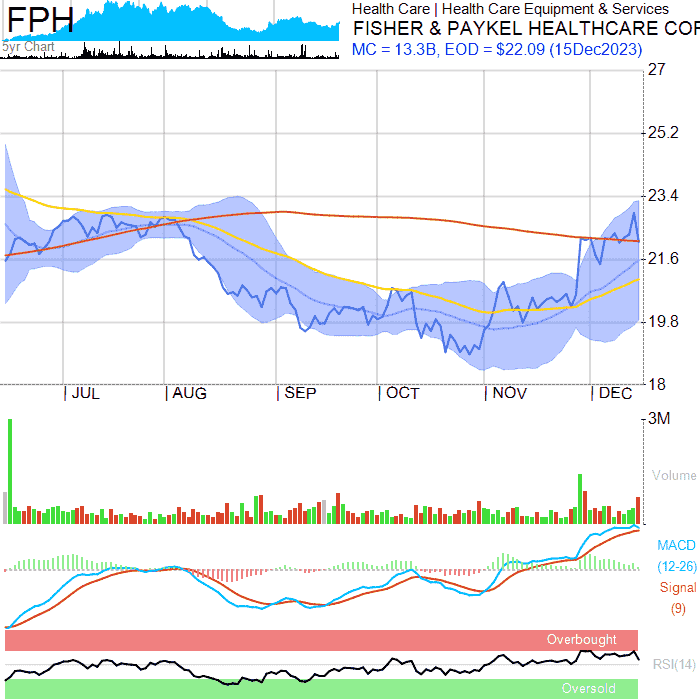 FPH
5yr Chart
Health Care | Health Care Equipment & Services
FISHER & PAYKEL HEALTHCARE COR
MC = 13.3B, EOD = $22.09 (15Dec2023)
27
25.2
23.4
21.6
19.8
18
| JUL
| AUG
| SEP
| OCT
| NOV
| DEC
3M
Volume
MACD
(12-26)
Signal
(9)
Overbought
RSI(14)
Oversold